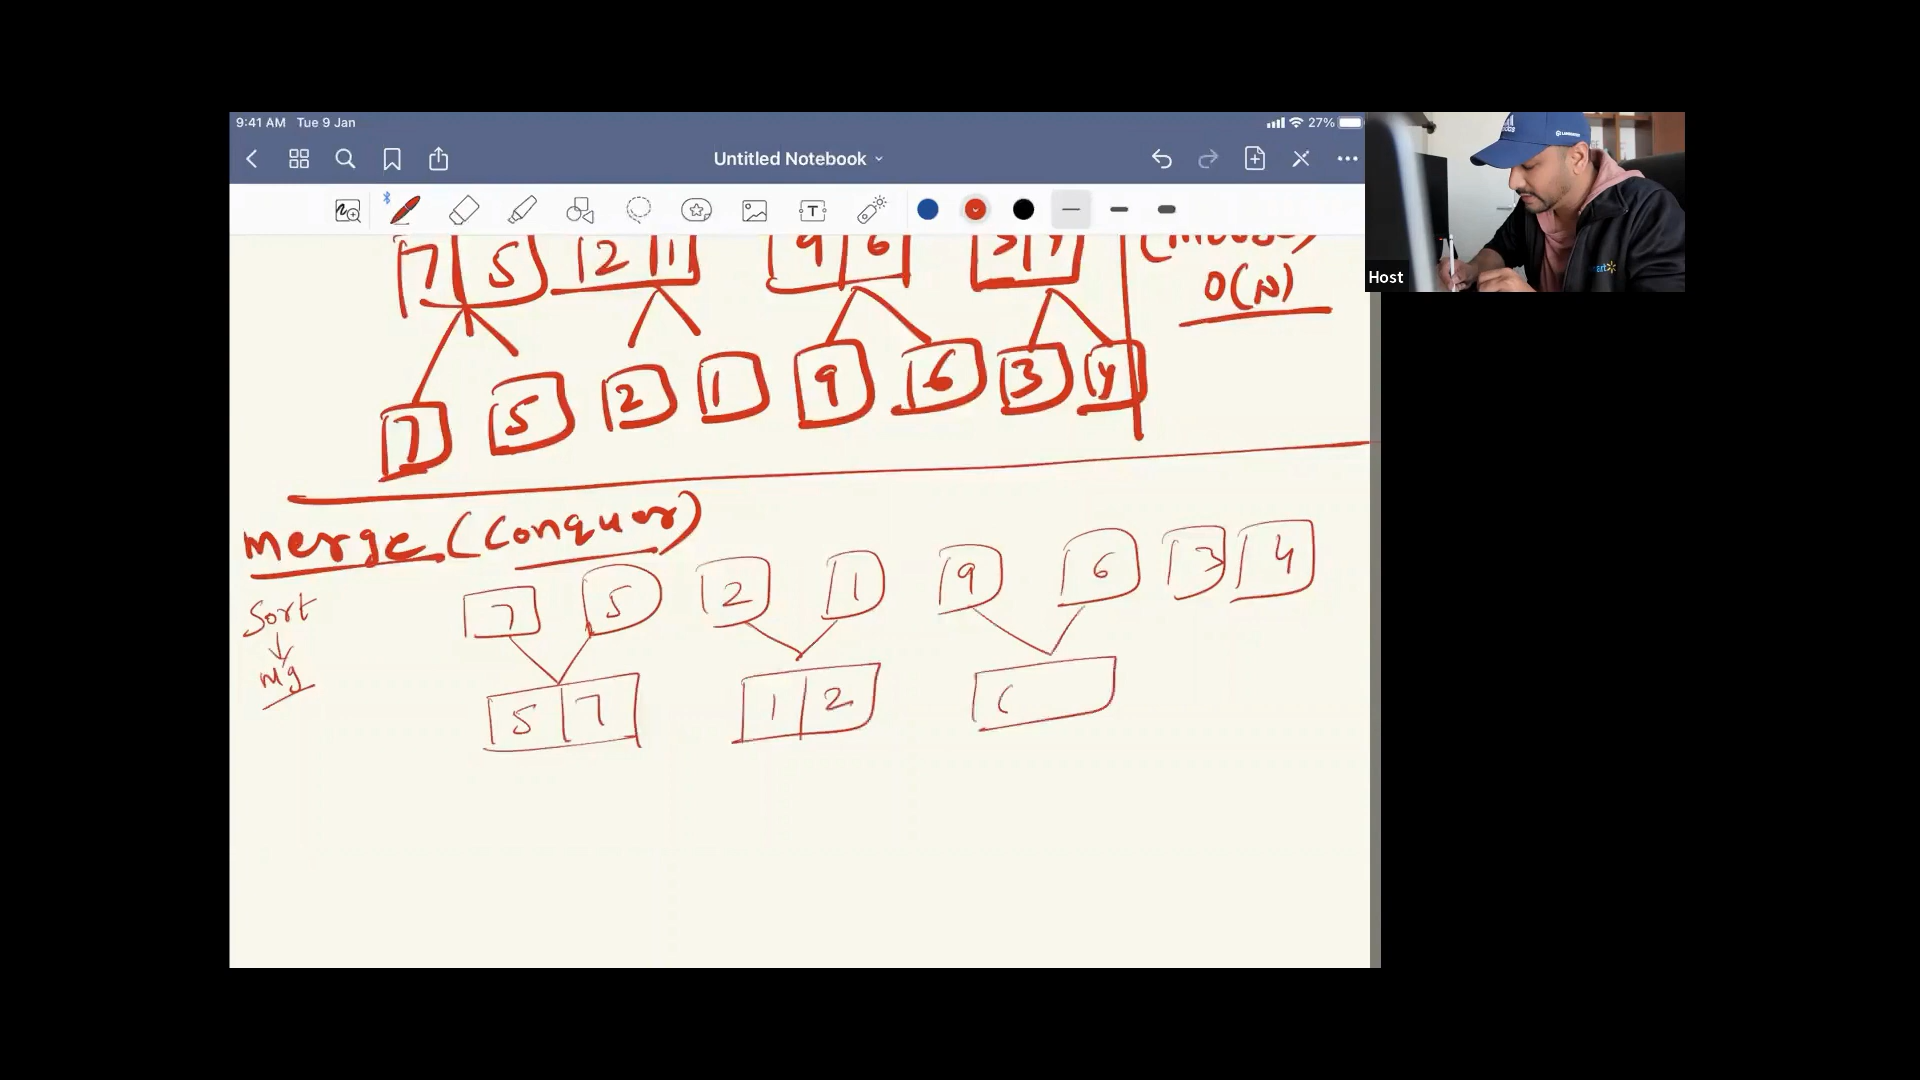 9:41 AM Tue 9 Jan 27%
Untitled Notebook
T
Host
7 5 2 1 9 6 3 4
O(N)
7 5 2 1 9 6 3 4
Merge (Conquer)
7 5 2 1 9 6 3 4
Sort
Mg
5 7 1 2